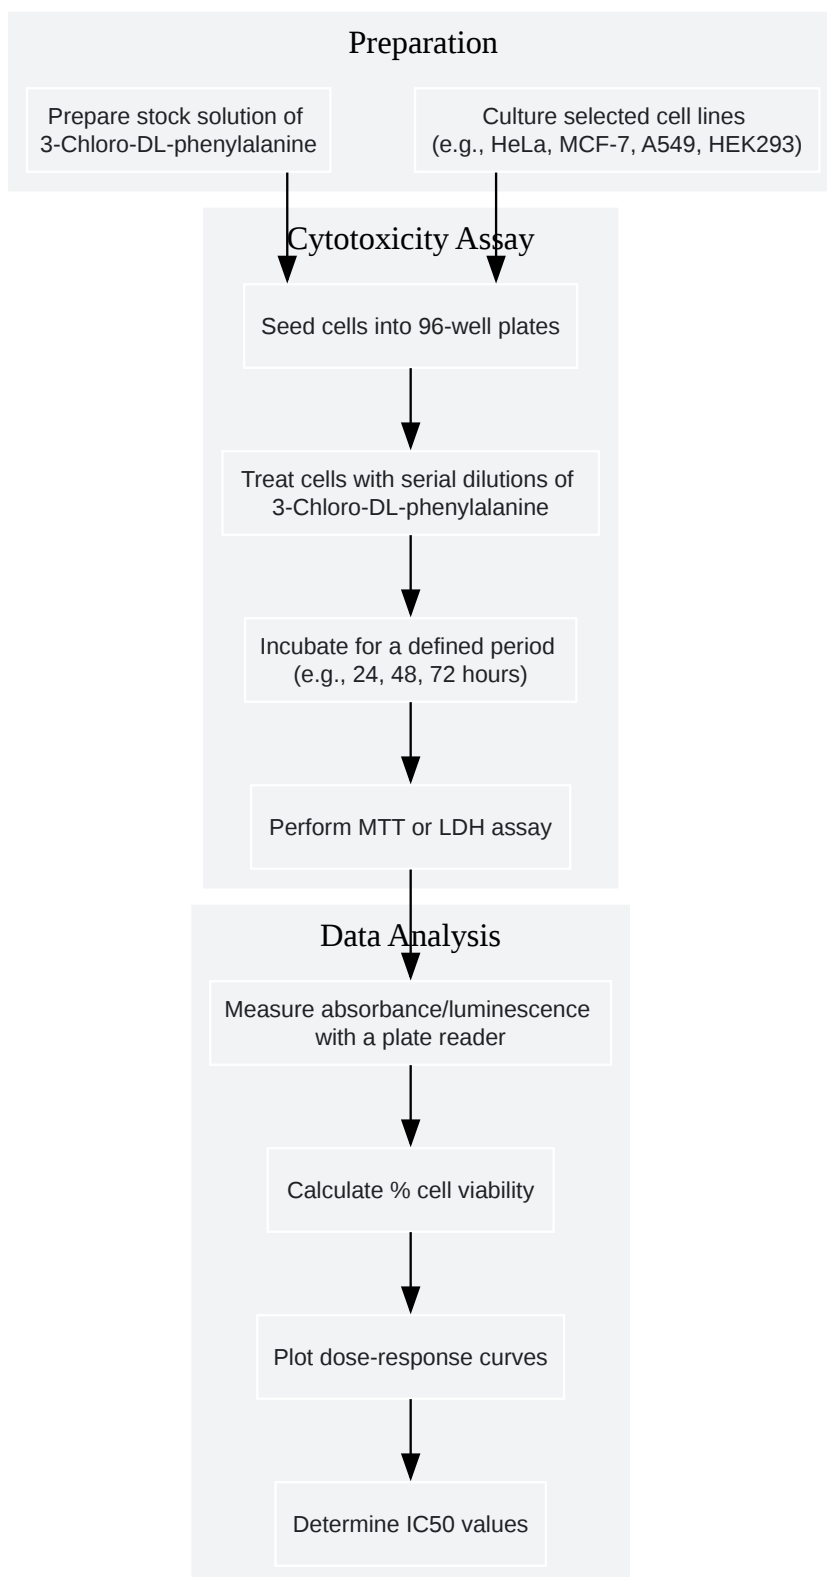 Preparation
Prepare stock solution of
3-Chloro-DL-phenylalanine
Culture selected cell lines
(e.g., HeLa, MCF-7, A549, HEK293)
Cytotoxicity Assay
Seed cells into 96-well plates
Treat cells with serial dilutions of
3-Chloro-DL-phenylalanine
Incubate for a defined period
(e.g., 24, 48, 72 hours)
Perform MTT or LDH assay
Data Analysis
Measure absorbance/luminescence
with a plate reader
Calculate % cell viability
Plot dose-response curves
Determine IC50 values